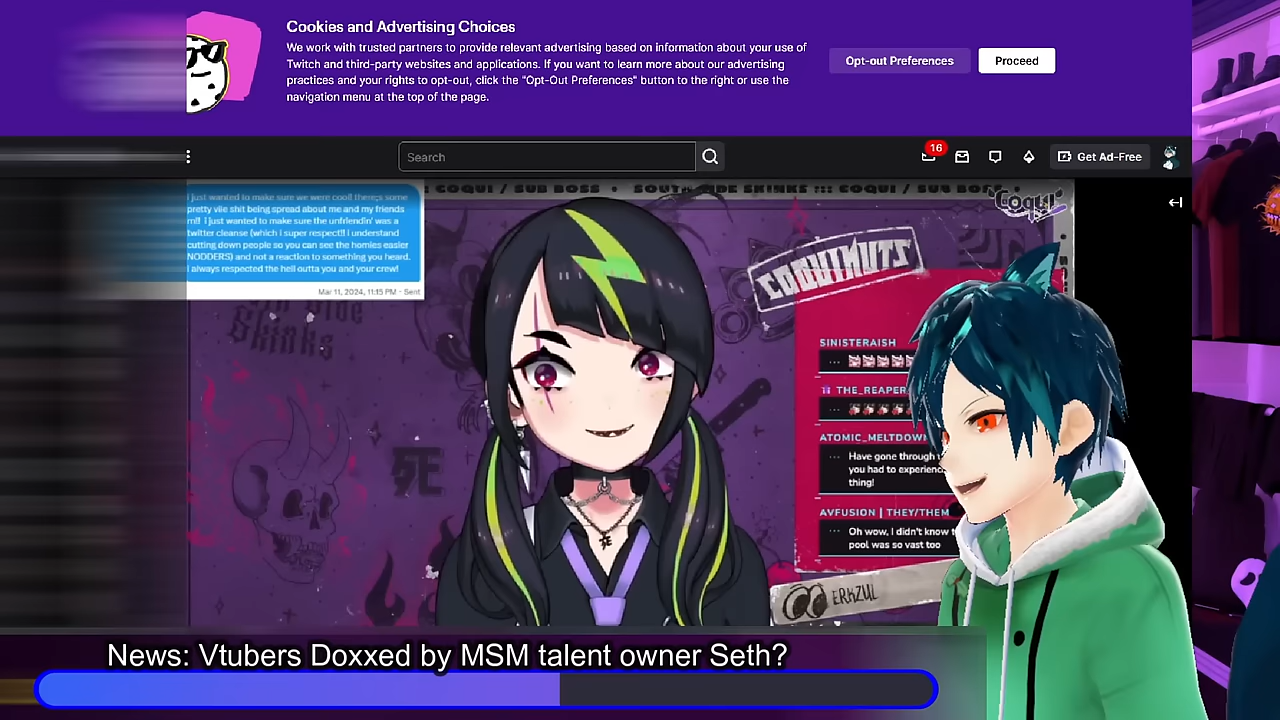 Cookies and Advertising Choices
We work with trusted partners to provide relevant advertising based on information about your use of
Twitch and third-party websites and applications. If you want to learn more about our advertising
practices and your rights to opt-out, click the "Opt-Out Preferences" button to the right or use the
navigation menu at the top of the page.
Opt-out Preferences
Proceed
Search
16
Get Ad-Free
I just wanted to make sure we were cool! theres some
pretty vile shit being spread about me and my friends
rn!! I just wanted to make sure the unfriendin' was a
twitter cleanse (which i super respect!! I understand
cutting down people so you can see the homies easier
NODDERS) and not a reaction to something you heard.
I always respected the hell outta you and your crew!
Mar 11, 2024, 11:15 PM · Sent
COQUI / SUB BOSS • SOUTH SIDE SKINKS ::: COQUI / SUB BOSS
Coqui
COQUINUTS
Side
Skinks
死
SINISTERAISH
THE_REAPER
ATOMIC_MELTDOWN
Have gone through
you had to experienc
thing!
AVFUSION | THEY/THEM
Oh wow, I didn't know
pool was so vast too
ERKZUL
News: Vtubers Doxxed by MSM talent owner Seth?